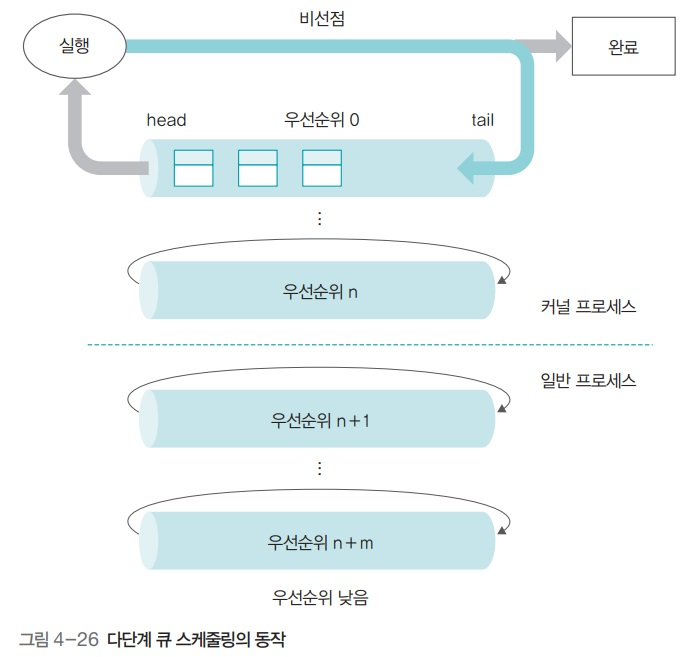 비선점
실행
완료
head
우선순위 0
tail
⋮
우선순위 n
커널 프로세스
일반 프로세스
우선순위 n+1
⋮
우선순위 n+m
우선순위 낮음
그림 4-26 다단계 큐 스케줄링의 동작